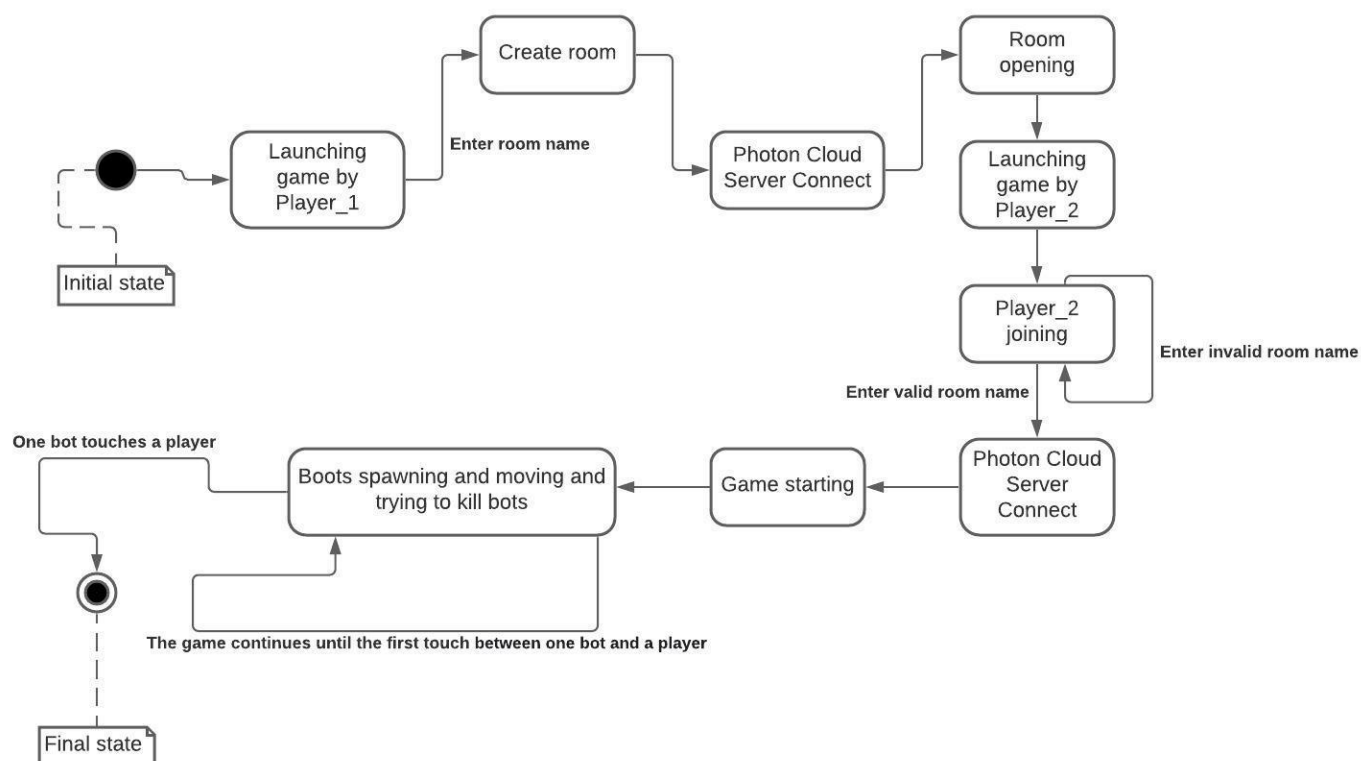 Create room
Room
opening
Enter room name
Launching
game by
Player_1
Photon Cloud
Server Connect
Launching
game by
Player_2
Initial state
Player_2
joining
Enter invalid room name
Enter valid room name
One bot touches a player
Boots spawning and moving and
trying to kill bots
Game starting
Photon Cloud
Server
Connect
The game continues until the first touch between one bot and a player
Final state